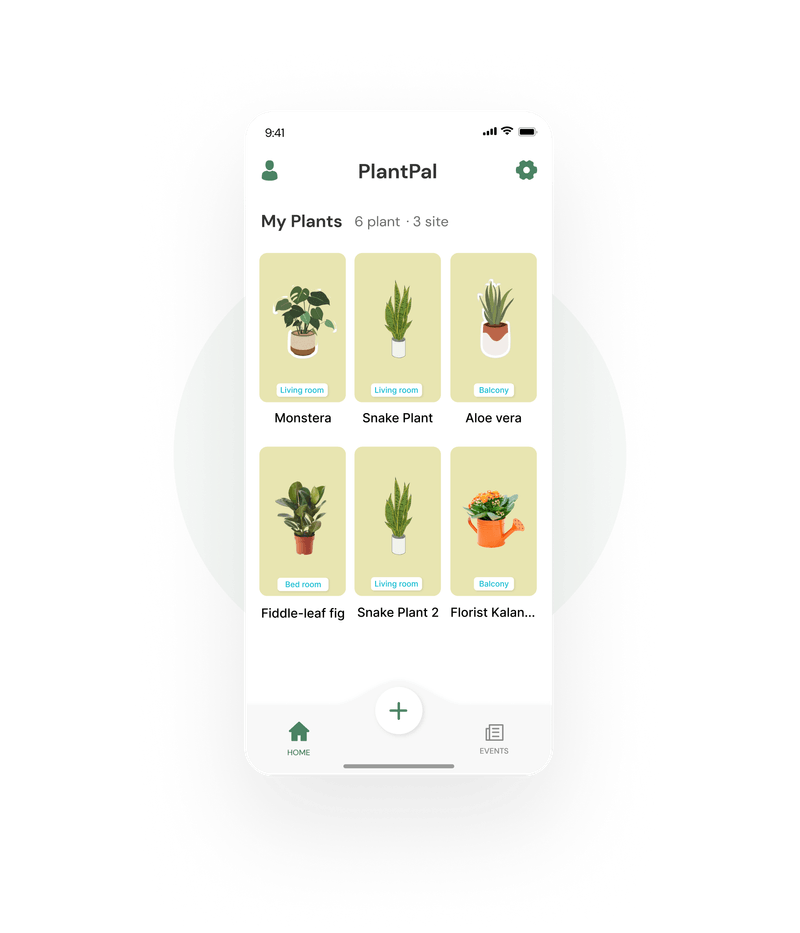 9:41
PlantPal
My Plants 6 plant · 3 site
Living room
Living room
Balcony
Monstera
Snake Plant
Aloe vera
Bed room
Living room
Balcony
Fiddle-leaf fig
Snake Plant 2
Florist Kalan...
HOME
EVENTS